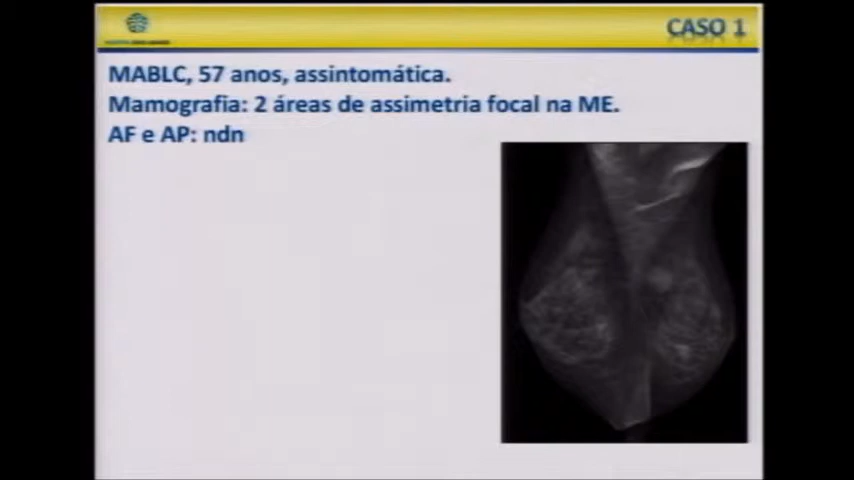 CASO 1
MABLC, 57 anos, assintomática.
Mamografia: 2 áreas de assimetria focal na ME.
AF e AP: ndn